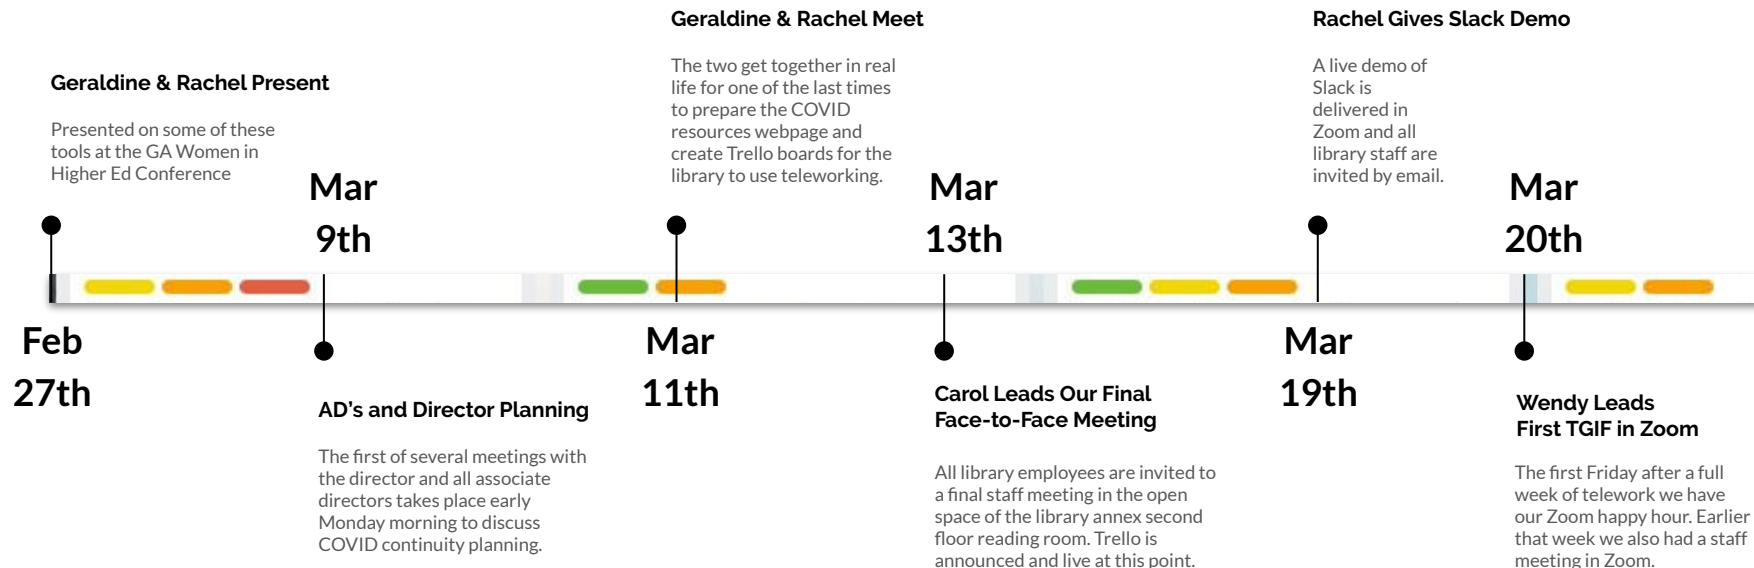 Geraldine & Rachel Present
Presented on some of these
tools at the GA Women in
Higher Ed Conference
Feb
27th
Mar
9th
AD's and Director Planning
The first of several meetings with
the director and all associate
directors takes place early
Monday morning to discuss
COVID continuity planning.
Geraldine & Rachel Meet
The two get together in real
life for one of the last times
to prepare the COVID
resources webpage and
create Trello boards for the
library to use teleworking.
Mar
11th
Mar
13th
Carol Leads Our Final
Face-to-Face Meeting
All library employees are invited to
a final staff meeting in the open
space of the library annex second
floor reading room. Trello is
announced and live at this point.
Rachel Gives Slack Demo
A live demo of
Slack is
delivered in
Zoom and all
library staff are
invited by email.
Mar
19th
Mar
20th
Wendy Leads
First TGIF in Zoom
The first Friday after a full
week of telework we have
our Zoom happy hour. Earlier
that week we also had a staff
meeting in Zoom.